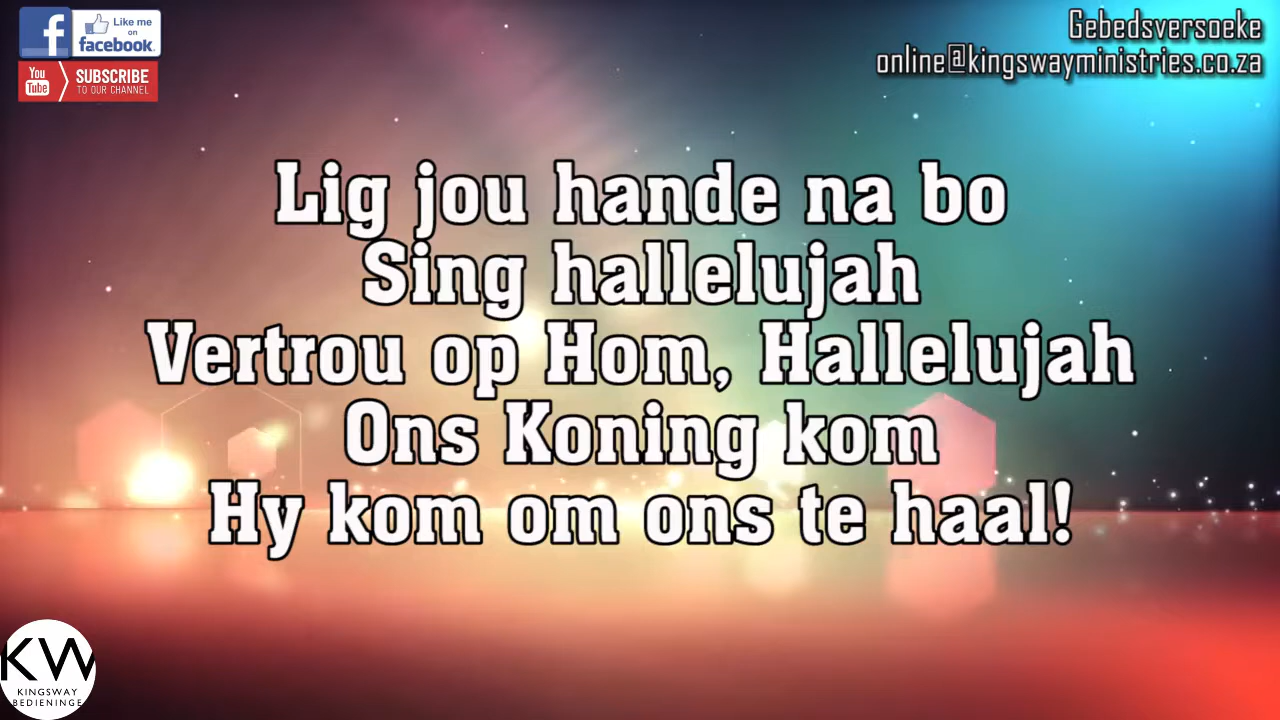 Like me
on
facebook.
You
Tube
SUBSCRIBE
TO OUR CHANNEL
Gebedsversoeke
online@kingswayministries.co.za
Lig jou hande na bo
Sing hallelujah
Vertrou op Hom, Hallelujah
Ons Koning kom
Hy kom om ons te haal!
KW
KINGSWAY
BEDIENINGE